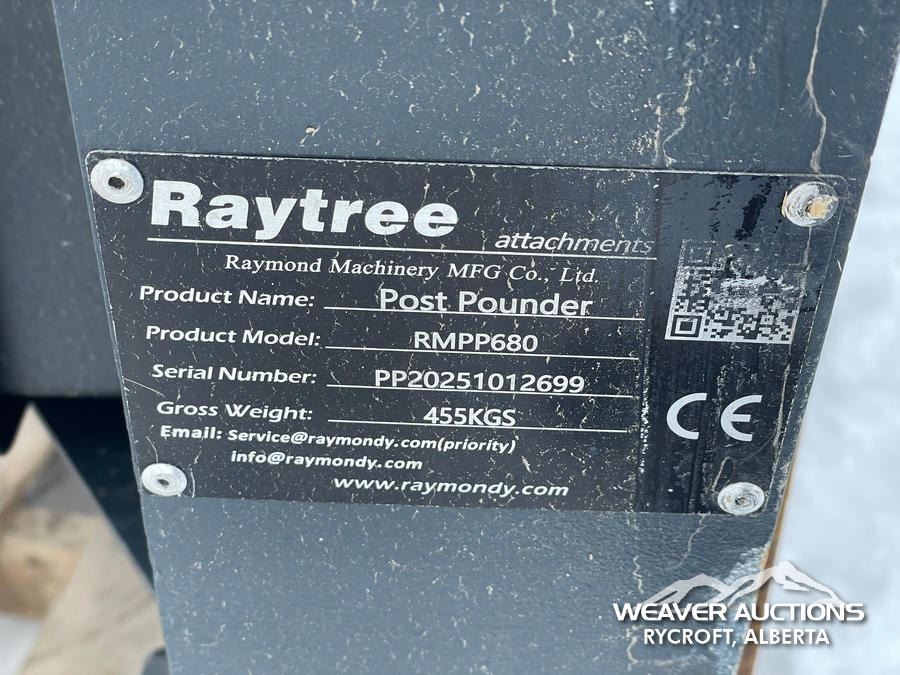 Raytree
attachments
Raymond Machinery MFG Co., Ltd.
Product Name: Post Pounder
Product Model: RMPP680
Serial Number: PP20251012699
Gross Weight: 455KGS
Email: Service@raymondy.com(priority)
info@raymondy.com
www.raymondy.com
CE
WEAVER AUCTIONS
RYCROFT, ALBERTA